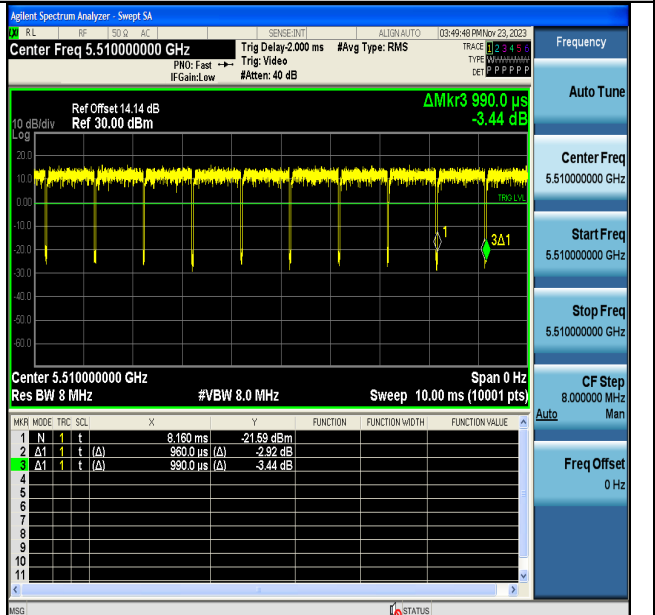 Agilent Spectrum Analyzer - Swept SA
LXI RL RF 50 Ω AC SENSE:INT ALIGN AUTO 03:49:48 PM Nov 23, 2023
Center Freq 5.510000000 GHz Trig Delay-2.000 ms #Avg Type: RMS TRACE 1 2 3 4 5 6 Frequency
PNO: Fast Trig: Video TYPE
IFGain:Low #Atten: 40 dB DET P P P P P P
Auto Tune
ΔMkr3 990.0 µs
Ref Offset 14.14 dB
10 dB/div Ref 30.00 dBm -3.44 dB
Log
20.0
10.0
0.00
-10.0
-20.0
-30.0
-40.0
-60.0
TRIG LVL
1
3Δ1
Center Freq
5.510000000 GHz
Start Freq
5.510000000 GHz
Stop Freq
5.510000000 GHz
Center 5.510000000 GHz Span 0 Hz
Res BW 8 MHz #VBW 8.0 MHz Sweep 10.00 ms (10001 pts)
CF Step
8.000000 MHz
Auto Man
Freq Offset
0 Hz
MKR MODE TRC SCL X Y FUNCTION FUNCTION WIDTH FUNCTION VALUE
1 N 1 t 8.160 ms -21.59 dBm
2 Δ1 1 t (Δ) 960.0 µs (Δ) -2.92 dB
3 Δ1 1 t (Δ) 990.0 µs (Δ) -3.44 dB
4
5
6
7
8
9
10
11
MSG STATUS